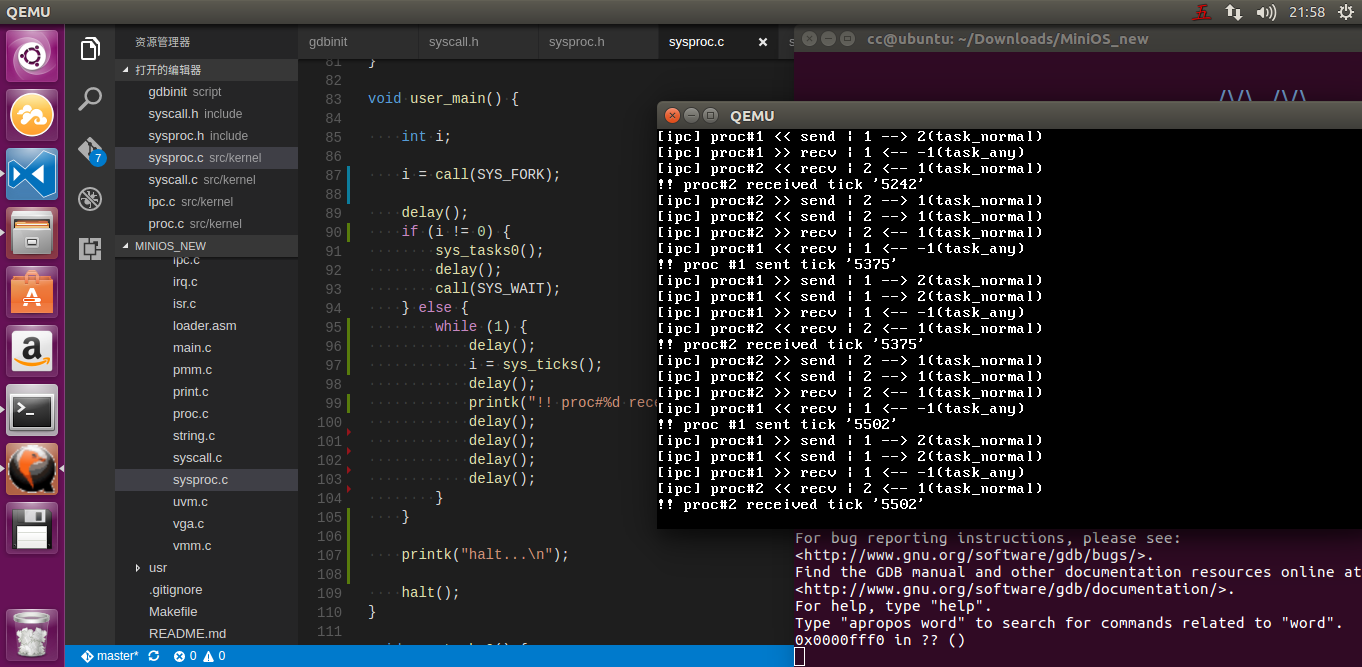 QEMU
五
21:58
资源管理器
打开的编辑器
gdbinit script
syscall.h include
sysproc.h include
sysproc.c src/kernel
syscall.c src/kernel
ipc.c src/kernel
proc.c src/kernel
7
MINIOS_NEW
ipc.c
irq.c
isr.c
loader.asm
main.c
pmm.c
print.c
proc.c
string.c
syscall.c
sysproc.c
uvm.c
vga.c
vmm.c
usr
.gitignore
Makefile
README.md
master*
0
0
gdbinit
syscall.h
sysproc.h
sysproc.c
81 }
82
83 void user_main() {
84
85 int i;
86
87 i = call(SYS_FORK);
88
89 delay();
90 if (i != 0) {
91 sys_tasks0();
92 delay();
93 call(SYS_WAIT);
94 } else {
95 while (1) {
96 delay();
97 i = sys_ticks();
98 delay();
99 printk("!! proc#%d rece
100 delay();
101 delay();
102 delay();
103 delay();
104 }
105 }
106
107 printk("halt...\n");
108
109 halt();
110 }
111
cc@ubuntu: ~/Downloads/MiniOS_new
/\/\ /\/\
QEMU
[ipc] proc#1 << send | 1 --> 2(task_normal)
[ipc] proc#1 >> recv | 1 <-- -1(task_any)
[ipc] proc#2 << recv | 2 <-- 1(task_normal)
!! proc#2 received tick '5242'
[ipc] proc#2 >> send | 2 --> 1(task_normal)
[ipc] proc#2 << send | 2 --> 1(task_normal)
[ipc] proc#2 >> recv | 2 <-- 1(task_normal)
[ipc] proc#1 << recv | 1 <-- -1(task_any)
!! proc #1 sent tick '5375'
[ipc] proc#1 >> send | 1 --> 2(task_normal)
[ipc] proc#1 << send | 1 --> 2(task_normal)
[ipc] proc#1 >> recv | 1 <-- -1(task_any)
[ipc] proc#2 << recv | 2 <-- 1(task_normal)
!! proc#2 received tick '5375'
[ipc] proc#2 >> send | 2 --> 1(task_normal)
[ipc] proc#2 << send | 2 --> 1(task_normal)
[ipc] proc#2 >> recv | 2 <-- 1(task_normal)
[ipc] proc#1 << recv | 1 <-- -1(task_any)
!! proc #1 sent tick '5502'
[ipc] proc#1 >> send | 1 --> 2(task_normal)
[ipc] proc#1 << send | 1 --> 2(task_normal)
[ipc] proc#1 >> recv | 1 <-- -1(task_any)
[ipc] proc#2 << recv | 2 <-- 1(task_normal)
!! proc#2 received tick '5502'
For bug reporting instructions, please see:
<http://www.gnu.org/software/gdb/bugs/>.
Find the GDB manual and other documentation resources online at
<http://www.gnu.org/software/gdb/documentation/>.
For help, type "help".
Type "apropos word" to search for commands related to "word".
0x0000fff0 in ?? ()